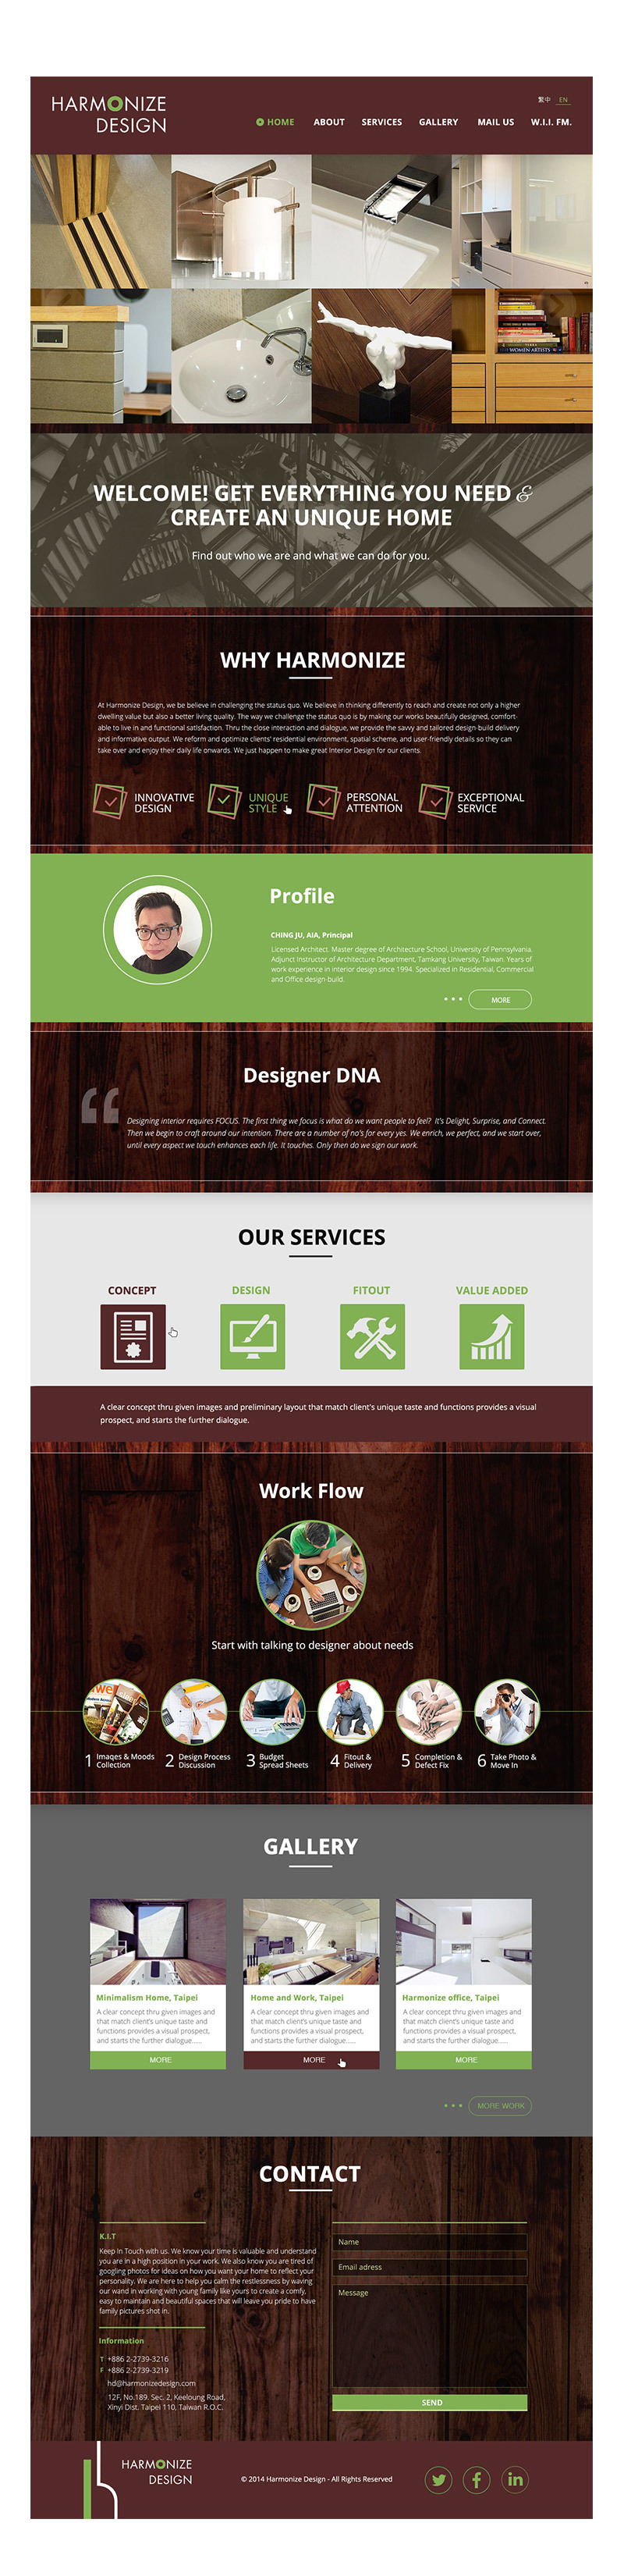 HARMONIZE
DESIGN
繁中 EN
HOME ABOUT SERVICES GALLERY MAIL US W.I.I. FM.
WOMEN ARTISTS
WELCOME! GET EVERYTHING YOU NEED &
CREATE AN UNIQUE HOME
Find out who we are and what we can do for you.
WHY HARMONIZE
At Harmonize Design, we be believe in challenging the status quo. We believe in thinking differently to reach and create not only a higher
dwelling value but also a better living quality. The way we challenge the status quo is by making our works beautifully designed, comfort-
able to live in and functional satisfaction. Thru the close interaction and dialogue, we provide the savvy and tailored design build delivery
and informative output. We reform and optimize clients' residential environment, spatial scheme, and user-friendly details so they can
take over and enjoy their daily life onwards. We just happen to make great Interior Design for our clients.
INNOVATIVE
DESIGN
UNIQUE
STYLE
PERSONAL
ATTENTION
EXCEPTIONAL
SERVICE
Profile
CHING JU, AIA, Principal
Licensed Architect. Master degree of Architecture School, University of Pennsylvania.
Adjunct Instructor of Architecture Department, Tamkang University, Taiwan. Years of
work experience in interior design since 1994. Specialized in Residential, Commercial
and Office design-build.
MORE
Designer DNA
“
Designing interior requires FOCUS. The first thing we focus is what do we want people to feel? It's Delight, Surprise, and Connect.
Then we begin to craft around our intention. There are a number of no's for every yes. We enrich, we perfect, and we start over,
until every aspect we touch enhances each life. It touches. Only then do we sign our work.
OUR SERVICES
CONCEPT DESIGN FITOUT VALUE ADDED
A clear concept thru given images and preliminary layout that match client's unique taste and functions provides a visual
prospect, and starts the further dialogue.
Work Flow
Start with talking to designer about needs
1 Images & Moods
Collection
2 Design Process
Discussion
3 Budget
Spread Sheets
4 Fitout &
Delivery
5 Completion &
Defect Fix
6 Take Photo &
Move In
GALLERY
Minimalism Home, Taipei
A clear concept thru given images and
that match client's unique taste and
functions provides a visual prospect,
and starts the further dialogue......
MORE
Home and Work, Taipei
A clear concept thru given images and
that match client's unique taste and
functions provides a visual prospect,
and starts the further dialogue......
MORE
Harmonize office, Taipei
A clear concept thru given images and
that match client's unique taste and
functions provides a visual prospect,
and starts the further dialogue......
MORE
MORE WORK
CONTACT
K.I.T
Keep In Touch with us. We know your time is valuable and understand
you are in a high position in your work. We also know you are tired of
googling photos for ideas on how you want your home to reflect your
personality. We are here to help you calm the restlessness by waving
our wand in working with young family like yours to create a comfy,
easy to maintain and beautiful spaces that will leave you pride to have
family pictures shot in.
Information
T +886 2-2739-3216
F +886 2-2739-3219
hd@harmonizedesign.com
12F, No.189. Sec. 2, Keeloung Road,
Xinyi Dist. Taipei 110, Taiwan R.O.C.
Name
Email adress
Message
SEND
HARMONIZE
DESIGN
© 2014 Harmonize Design - All Rights Reserved